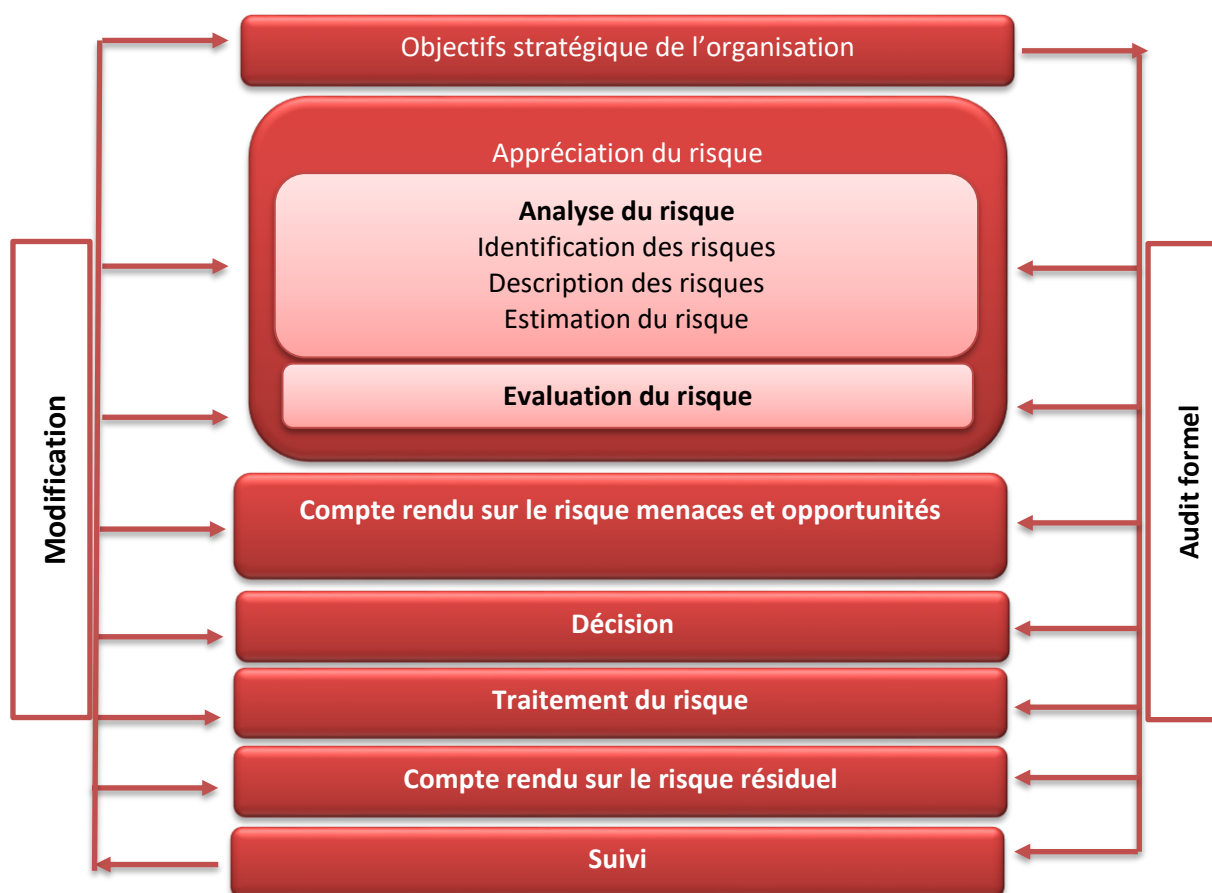 Objectifs stratégique de l’organisation
Appréciation du risque
Analyse du risque
Identification des risques
Description des risques
Estimation du risque
Evaluation du risque
Compte rendu sur le risque menaces et opportunités
Décision
Traitement du risque
Compte rendu sur le risque résiduel
Suivi
Modification
Audit formel